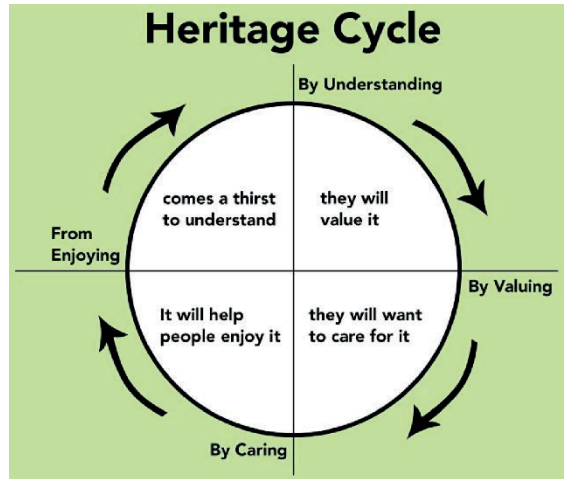 Heritage Cycle
By Understanding
they will
value it
By Valuing
they will want
to care for it
By Caring
It will help
people enjoy it
From
Enjoying
comes a thirst
to understand